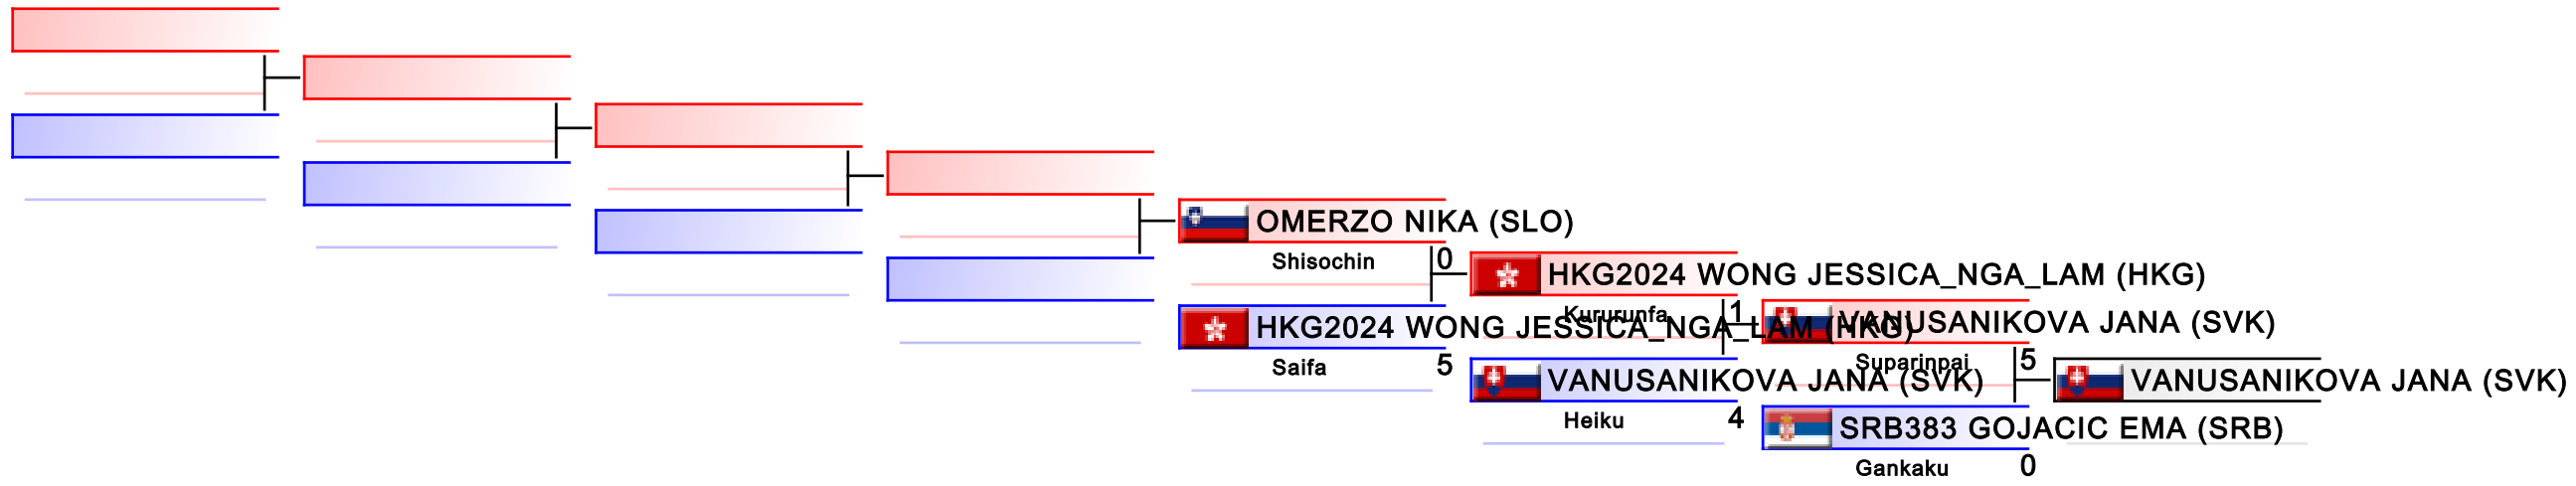 OMERZO NIKA (SLO)
Shisochin
0
HKG2024 WONG JESSICA_NGA_LAM (HKG)
Saifa
5
HKG2024 WONG JESSICA_NGA_LAM (HKG)
Kururunfa
1
VANUSANIKOVA JANA (SVK)
Heiku
4
VANUSANIKOVA JANA (SVK)
Suparinpai
5
SRB383 GOJACIC EMA (SRB)
Gankaku
0
VANUSANIKOVA JANA (SVK)